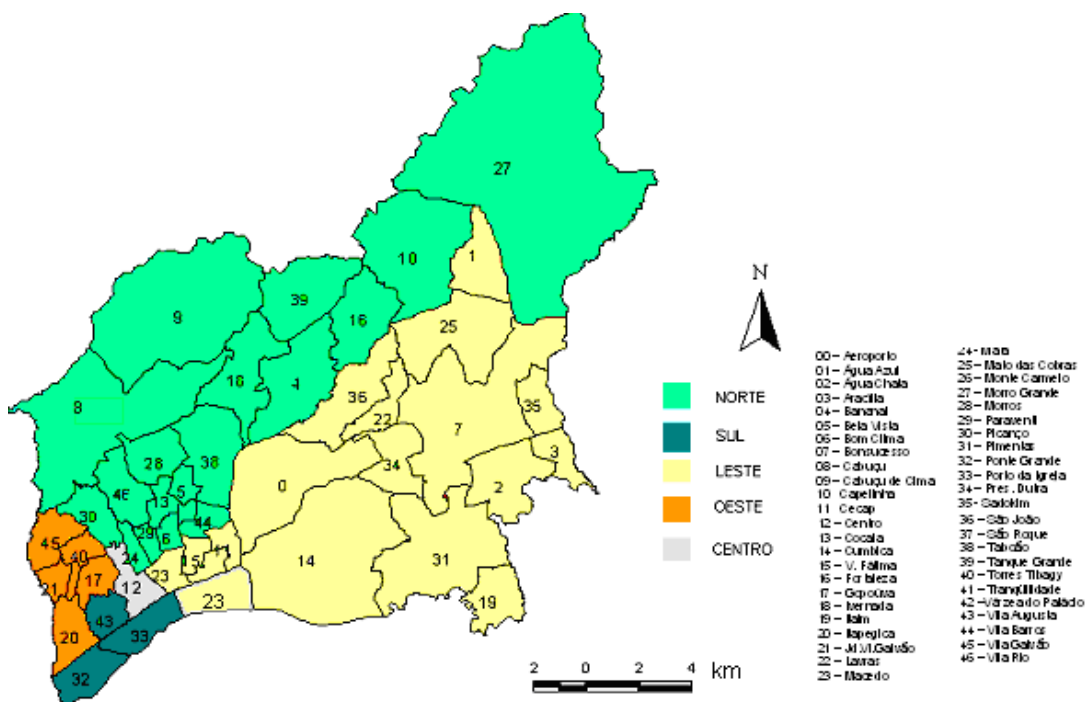 27
10
1
39
9
16
25
4
16
36
8
22
35
7
38
28
34
3
5
46
13
0
2
30
44
29
6
24
11
45
15
40
14
31
23
21
17
12
23
19
43
20
33
32
N
NORTE
SUL
LESTE
OESTE
CENTRO
2 0 2 4 km
00 – Aeroporto
01 – Água Azul
02 – Água Chata
03 – Aracília
04 – Bananal
05 – Bela Vista
06 – Bom Clima
07 – Bonsucesso
08 – Cabuçu
09 – Cabuçu de Cima
10 – Capelinha
11 – Cecap
12 – Centro
13 – Cocaia
14 – Cumbica
15 – V. Fátima
16 – Fortaleza
17 – Gopoúva
18 – Invernada
19 – Itaim
20 – Itapegica
21 – Jd.Vl.Galvão
22 – Lavras
23 – Macedo
25 – Mato das Cobras
26 – Monte Carmelo
27 – Morro Grande
28 – Morros
29 – Paraventi
30 – Picanço
31 – Pimentas
32 – Ponte Grande
33 – Porto da Igreja
34 – Pres. Dutra
35 – Sadokim
36 – São João
37 – São Roque
38 – Taboão
39 – Tanque Grande
40 – Torres Tibagy
41 – Tranqüilidade
42 – Várzea do Palácio
43 – Vila Augusta
44 – Vila Barros
45 – Vila Galvão
46 – Vila Rio